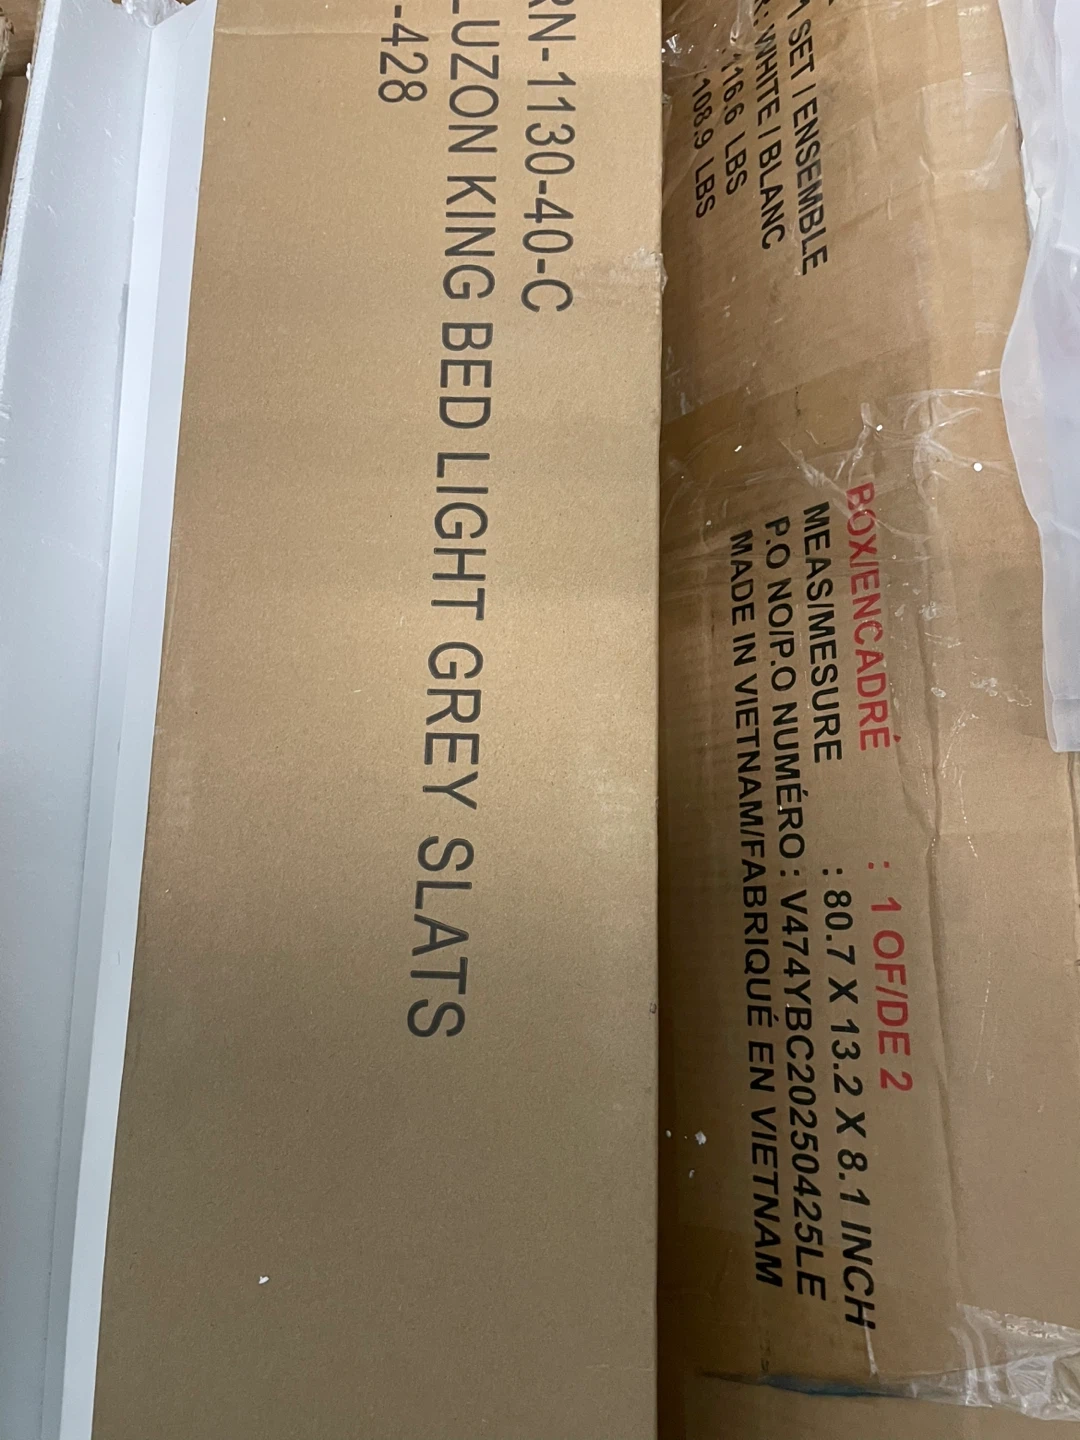 RN-1130-40-C
LUZON KING BED LIGHT GREY SLATS
-428
1 SET / ENSEMBLE
: WHITE / BLANC
116.6 LBS
108.9 LBS
BOX/ENCADRÉ : 1 OF/DE 2
MEAS/MESURE : 80.7 X 13.2 X 8.1 INCH
P.O NO/P.O NUMÉRO : V474YBC20250425LE
MADE IN VIETNAM/FABRIQUÉ EN VIETNAM